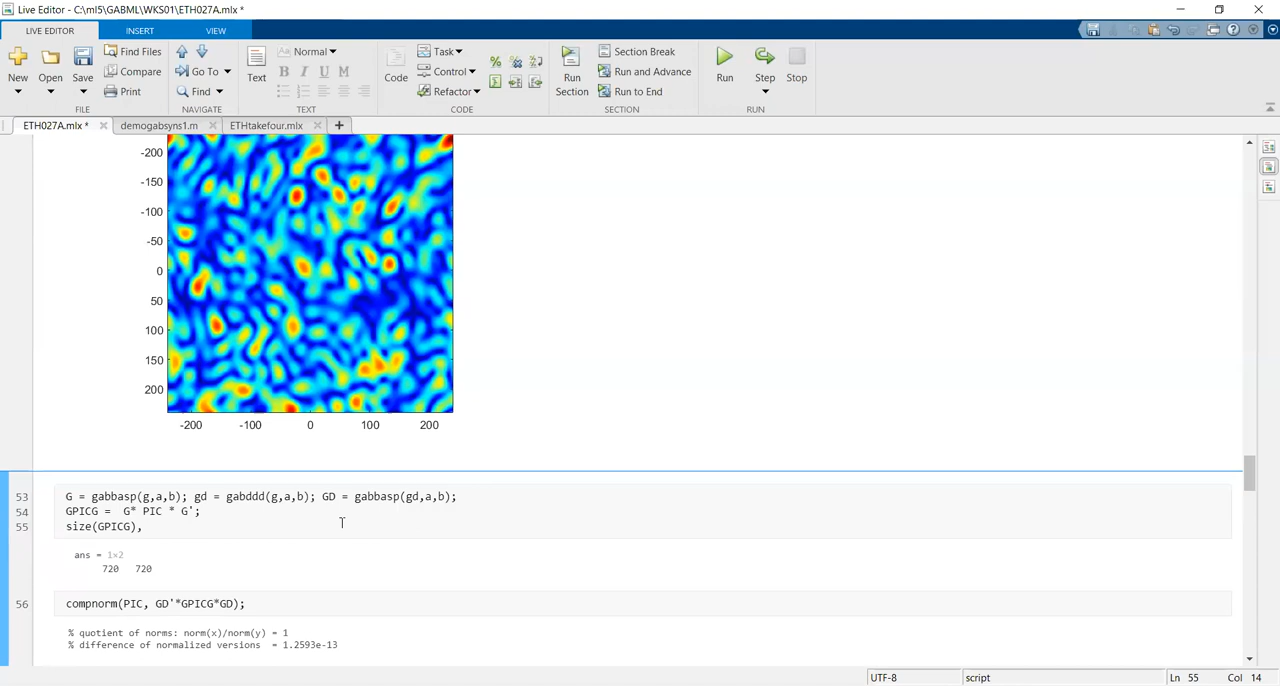 Live Editor - C:\ml5\GABML\WKS01\ETH027A.mlx *
LIVE EDITOR INSERT VIEW
New Open Save Find Files Compare Print
FILE
Go To Find
NAVIGATE
Text Normal B I U M
TEXT
Code Task Control Refactor
CODE
Run Section Section Break Run and Advance Run to End
SECTION
Run Step Stop
RUN
ETH027A.mlx * demogabsyns1.m ETHtakefour.mlx
-200
-150
-100
-50
0
50
100
150
200
-200 -100 0 100 200
53 G = gabbasp(g,a,b); gd = gabddd(g,a,b); GD = gabbasp(gd,a,b);
54 GPICG = G* PIC * G';
55 size(GPICG),
ans = 1×2
720 720
56 compnorm(PIC, GD'*GPICG*GD);
% quotient of norms: norm(x)/norm(y) = 1
% difference of normalized versions = 1.2593e-13
UTF-8 script Ln 55 Col 14